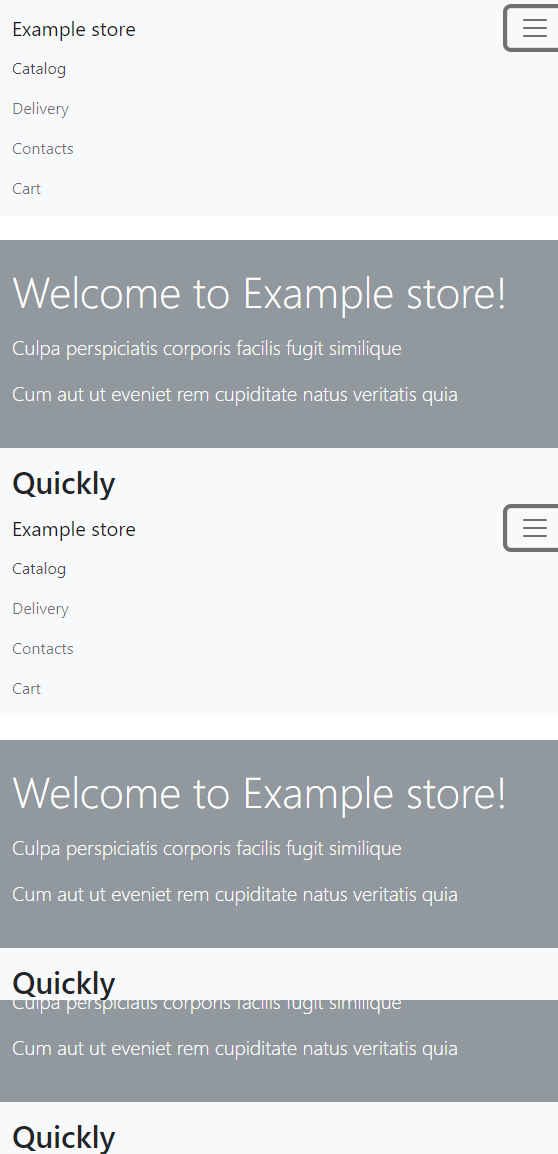 Example store
Catalog
Delivery
Contacts
Cart
Welcome to Example store!
Culpa perspiciatis corporis facilis fugit similique
Cum aut ut eveniet rem cupiditate natus veritatis quia
Quickly
Example store
Catalog
Delivery
Contacts
Cart
Welcome to Example store!
Culpa perspiciatis corporis facilis fugit similique
Cum aut ut eveniet rem cupiditate natus veritatis quia
Quickly
Culpa perspiciatis corporis facilis fugit similique
Cum aut ut eveniet rem cupiditate natus veritatis quia
Quickly